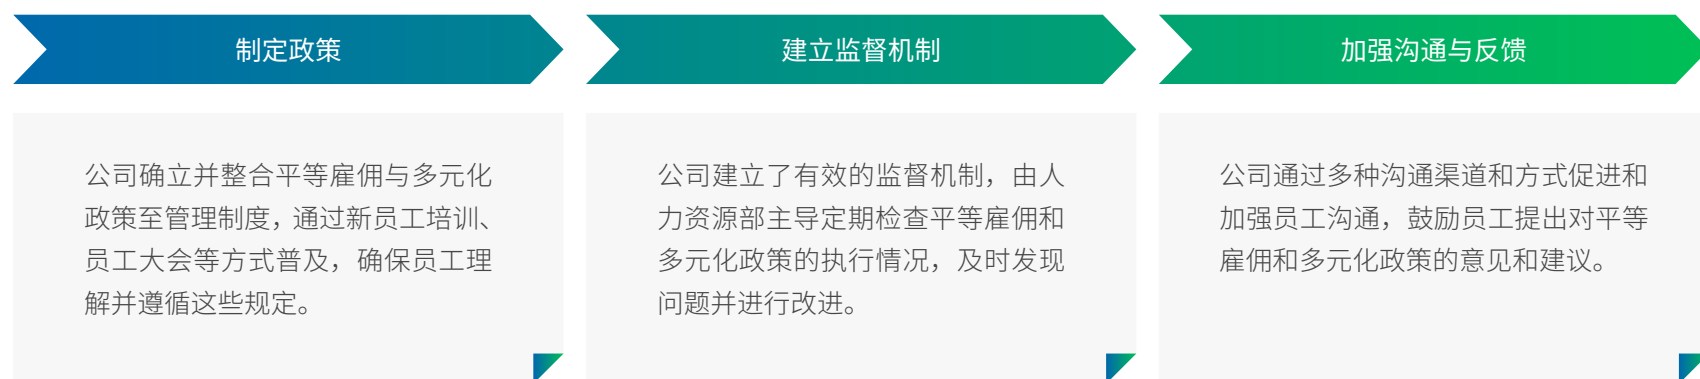 制定政策
公司确立并整合平等雇佣与多元化
政策至管理制度，通过新员工培训、
员工大会等方式普及，确保员工理
解并遵循这些规定。
建立监督机制
公司建立了有效的监督机制，由人
力资源部主导定期检查平等雇佣和
多元化政策的执行情况，及时发现
问题并进行改进。
加强沟通与反馈
公司通过多种沟通渠道和方式促进和
加强员工沟通，鼓励员工提出对平等
雇佣和多元化政策的意见和建议。